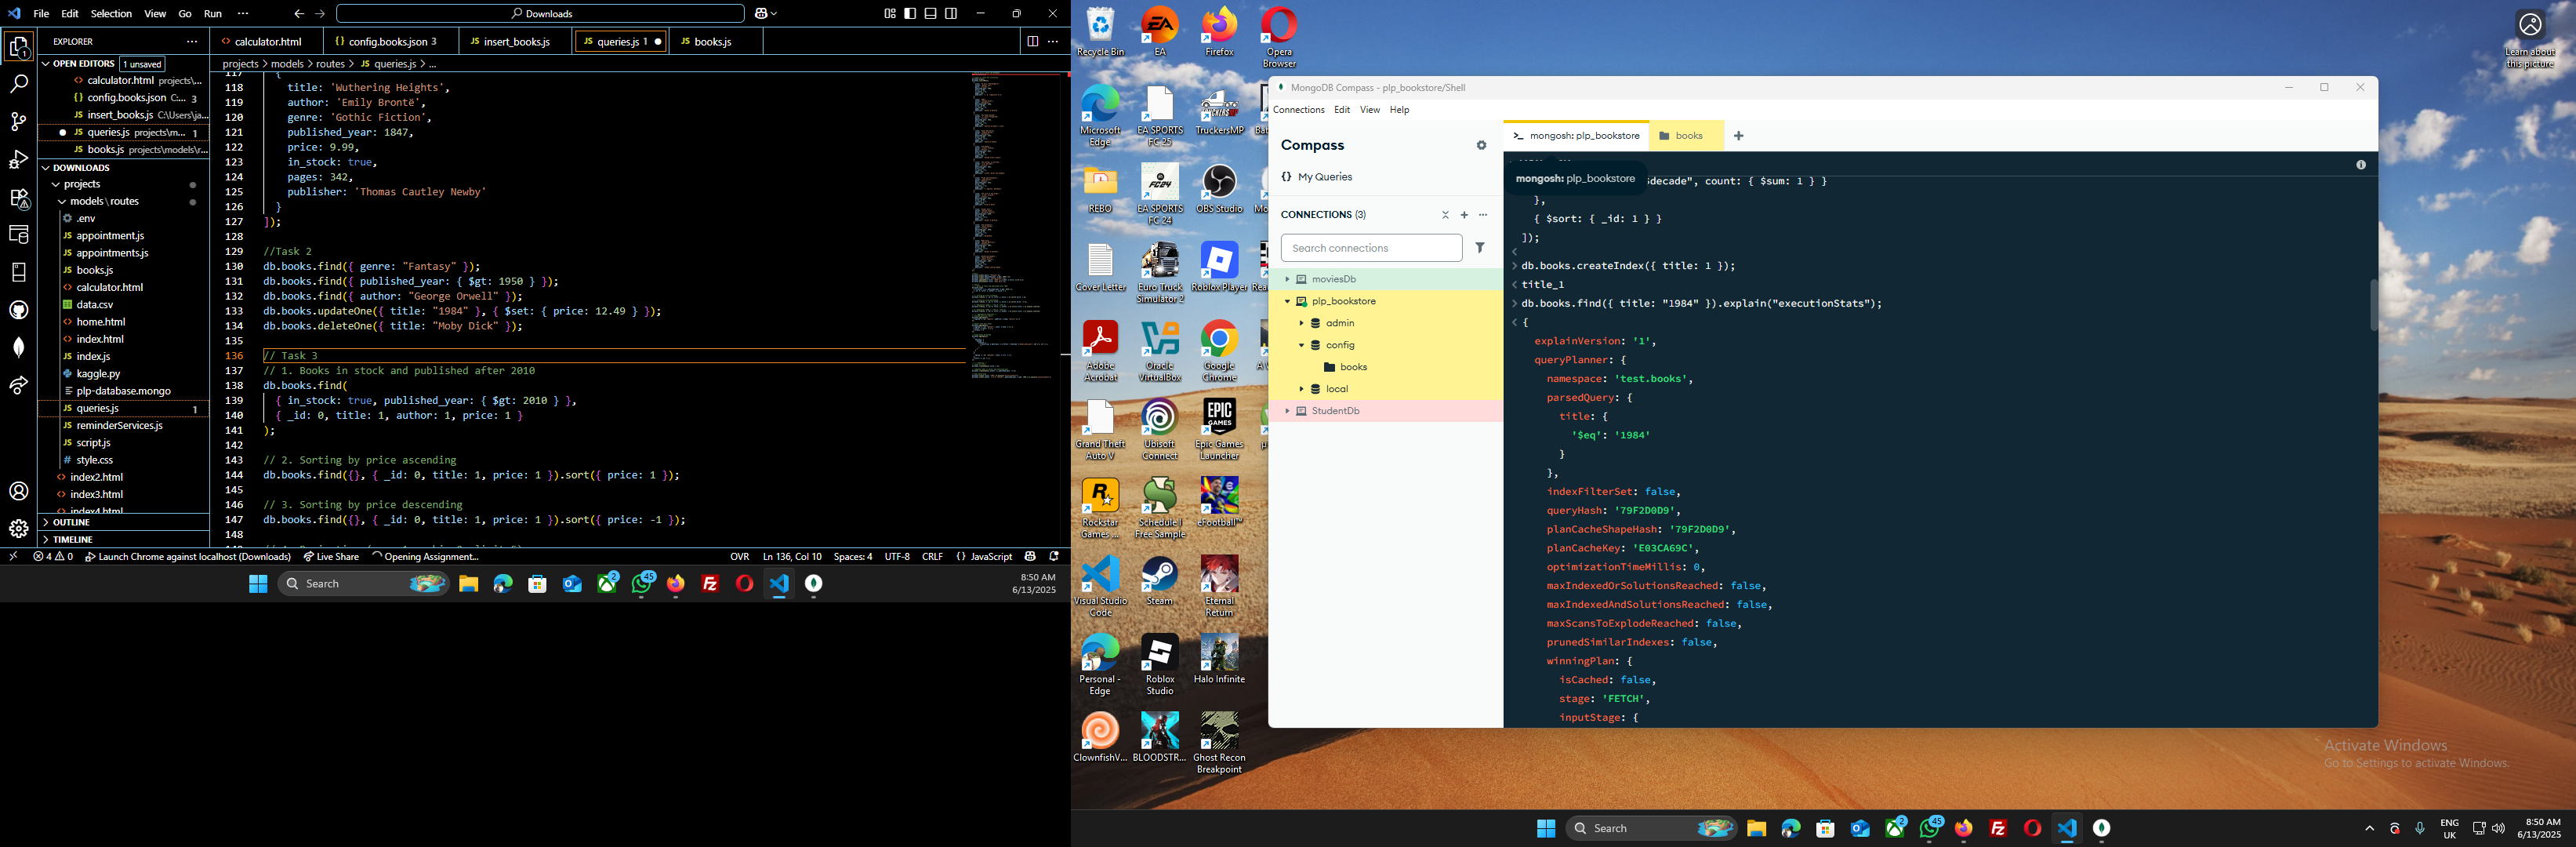 File Edit Selection View Go Run ···
Downloads
EXPLORER
calculator.html
config.books.json 3
insert_books.js
queries.js 1
books.js
projects > models > routes > JS queries.js > ...
OPEN EDITORS 1 unsaved
calculator.html projects\...
config.books.json C:... 3
insert_books.js C:\Users\ja...
queries.js projects\m... 1
books.js projects\models\r...
DOWNLOADS
projects
models \ routes
.env
appointment.js
appointments.js
books.js
calculator.html
data.csv
home.html
index.html
index.js
kaggle.py
plp-database.mongo
queries.js 1
reminderServices.js
script.js
style.css
index2.html
index3.html
index4.html
OUTLINE
TIMELINE
117 {
118 title: 'Wuthering Heights',
119 author: 'Emily Brontë',
120 genre: 'Gothic Fiction',
121 published_year: 1847,
122 price: 9.99,
123 in_stock: true,
124 pages: 342,
125 publisher: 'Thomas Cautley Newby'
126 }
127 ]);
128
129 //Task 2
130 db.books.find({ genre: "Fantasy" });
131 db.books.find({ published_year: { $gt: 1950 } });
132 db.books.find({ author: "George Orwell" });
133 db.books.updateOne({ title: "1984" }, { $set: { price: 12.49 } });
134 db.books.deleteOne({ title: "Moby Dick" });
135
136 // Task 3
137 // 1. Books in stock and published after 2010
138 db.books.find(
139 { in_stock: true, published_year: { $gt: 2010 } },
140 { _id: 0, title: 1, author: 1, price: 1 }
141 );
142
143 // 2. Sorting by price ascending
144 db.books.find({}, { _id: 0, title: 1, price: 1 }).sort({ price: 1 });
145
146 // 3. Sorting by price descending
147 db.books.find({}, { _id: 0, title: 1, price: 1 }).sort({ price: -1 });
148
4 0 Launch Chrome against localhost (Downloads) Live Share Opening Assignment... OVR Ln 136, Col 10 Spaces: 4 UTF-8 CRLF {} JavaScript
Search
2
45
8:50 AM
6/13/2025
Recycle Bin
EA
Firefox
Opera Browser
Microsoft Edge
EA SPORTS FC 25
TruckersMP
REBO
EA SPORTS FC 24
OBS Studio
Cover Letter
Euro Truck Simulator 2
Roblox Player
Adobe Acrobat
Oracle VirtualBox
Google Chrome
Grand Theft Auto V
Ubisoft Connect
Epic Games Launcher
Rockstar Games ...
Schedule I Free Sample
eFootball™
Visual Studio Code
Steam
Eternal Return
Personal - Edge
Roblox Studio
Halo Infinite
ClownfishV...
BLOODSTR...
Ghost Recon Breakpoint
Learn about this picture
MongoDB Compass - plp_bookstore/Shell
Connections Edit View Help
Compass
My Queries
CONNECTIONS (3)
Search connections
moviesDb
plp_bookstore
admin
config
books
local
StudentDb
>_ mongosh: plp_bookstore
books
mongosh: plp_bookstore
decade", count: { $sum: 1 } }
},
{ $sort: { _id: 1 } }
]);
<
> db.books.createIndex({ title: 1 });
< title_1
> db.books.find({ title: "1984" }).explain("executionStats");
< {
explainVersion: '1',
queryPlanner: {
namespace: 'test.books',
parsedQuery: {
title: {
'$eq': '1984'
}
},
indexFilterSet: false,
queryHash: '79F2D0D9',
planCacheShapeHash: '79F2D0D9',
planCacheKey: 'E03CA69C',
optimizationTimeMillis: 0,
maxIndexedOrSolutionsReached: false,
maxIndexedAndSolutionsReached: false,
maxScansToExplodeReached: false,
prunedSimilarIndexes: false,
winningPlan: {
isCached: false,
stage: 'FETCH',
inputStage: {
Activate Windows
Go to Settings to activate Windows.
Search
2
45
ENG
UK
8:50 AM
6/13/2025